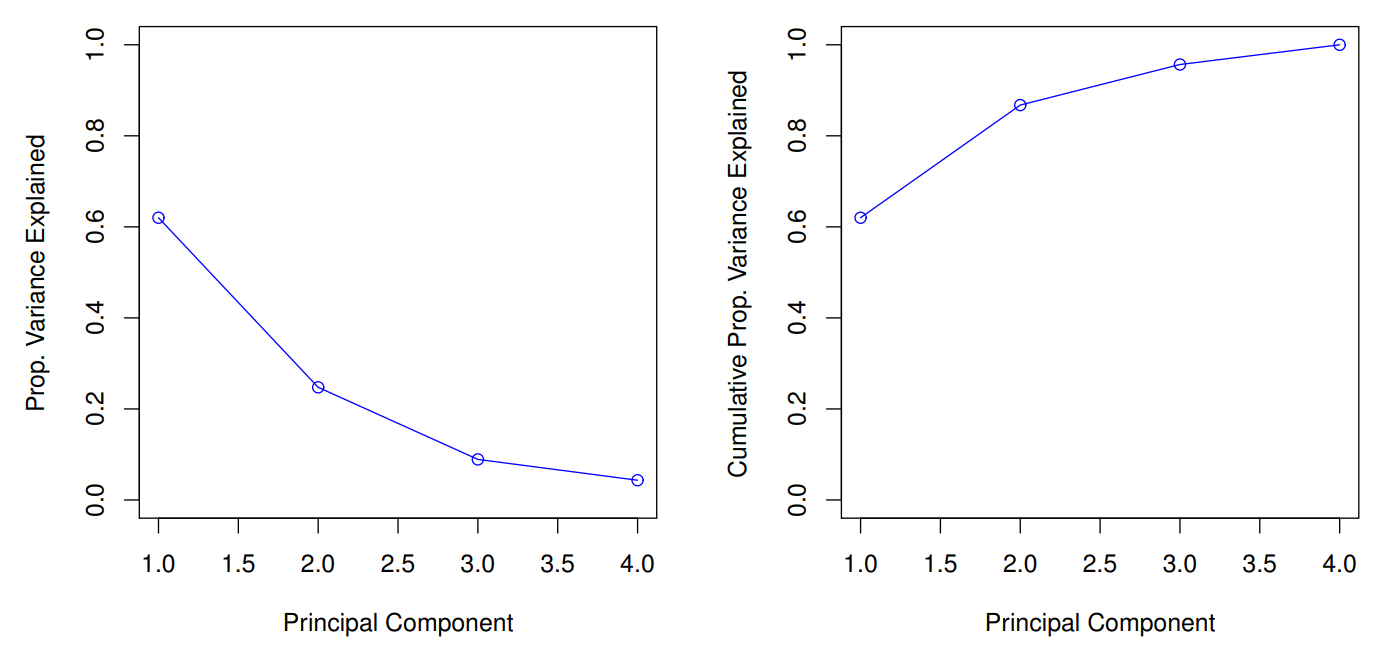 Prop. Variance Explained
1.0
0.8
0.6
0.4
0.2
0.0
1.0 1.5 2.0 2.5 3.0 3.5 4.0
Principal Component
Cumulative Prop. Variance Explained
1.0
0.8
0.6
0.4
0.2
0.0
1.0 1.5 2.0 2.5 3.0 3.5 4.0
Principal Component